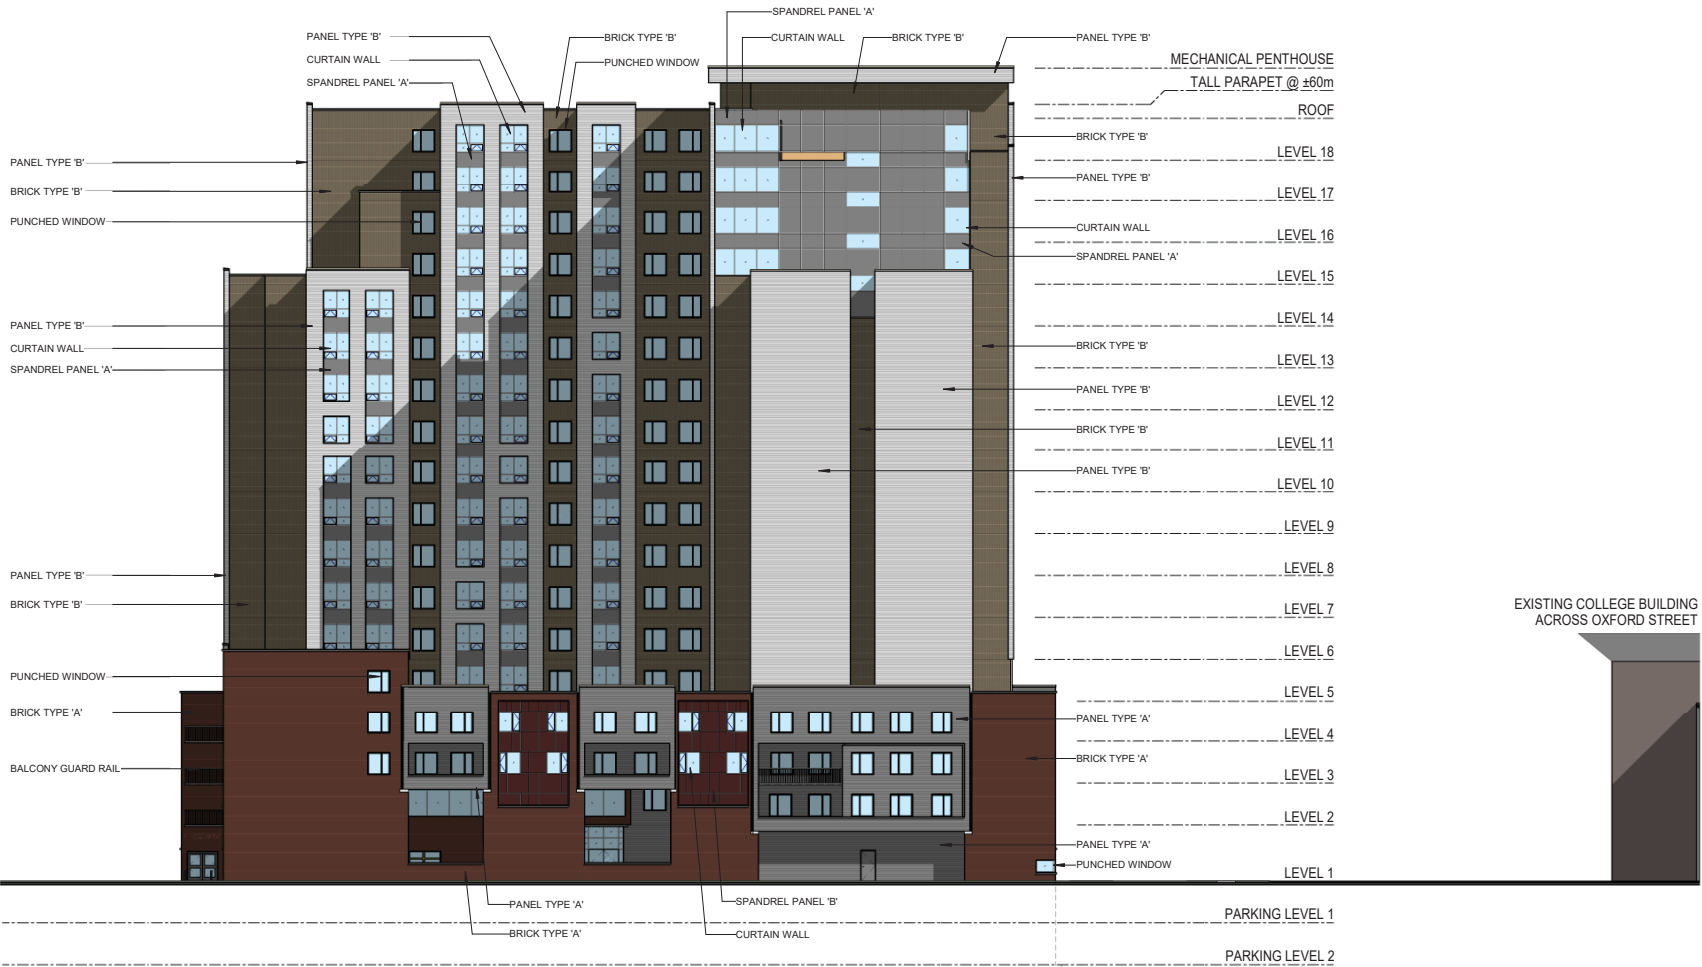 SPANDREL PANEL 'A'
PANEL TYPE 'B'
BRICK TYPE 'B'
CURTAIN WALL
BRICK TYPE 'B'
PANEL TYPE 'B'
CURTAIN WALL
PUNCHED WINDOW
MECHANICAL PENTHOUSE
SPANDREL PANEL 'A'
TALL PARAPET @ ±60m
ROOF
BRICK TYPE 'B'
LEVEL 18
PANEL TYPE 'B'
PANEL TYPE 'B'
BRICK TYPE 'B'
LEVEL 17
PUNCHED WINDOW
CURTAIN WALL
LEVEL 16
SPANDREL PANEL 'A'
LEVEL 15
LEVEL 14
PANEL TYPE 'B'
CURTAIN WALL
BRICK TYPE 'B'
LEVEL 13
SPANDREL PANEL 'A'
PANEL TYPE 'B'
LEVEL 12
BRICK TYPE 'B'
LEVEL 11
PANEL TYPE 'B'
LEVEL 10
LEVEL 9
LEVEL 8
PANEL TYPE 'B'
BRICK TYPE 'B'
EXISTING COLLEGE BUILDING
ACROSS OXFORD STREET
LEVEL 7
LEVEL 6
PUNCHED WINDOW
LEVEL 5
BRICK TYPE 'A'
PANEL TYPE 'A'
LEVEL 4
BRICK TYPE 'A'
BALCONY GUARD RAIL
LEVEL 3
LEVEL 2
PANEL TYPE 'A'
PUNCHED WINDOW
LEVEL 1
PANEL TYPE 'A'
SPANDREL PANEL 'B'
PARKING LEVEL 1
BRICK TYPE 'A'
CURTAIN WALL
PARKING LEVEL 2